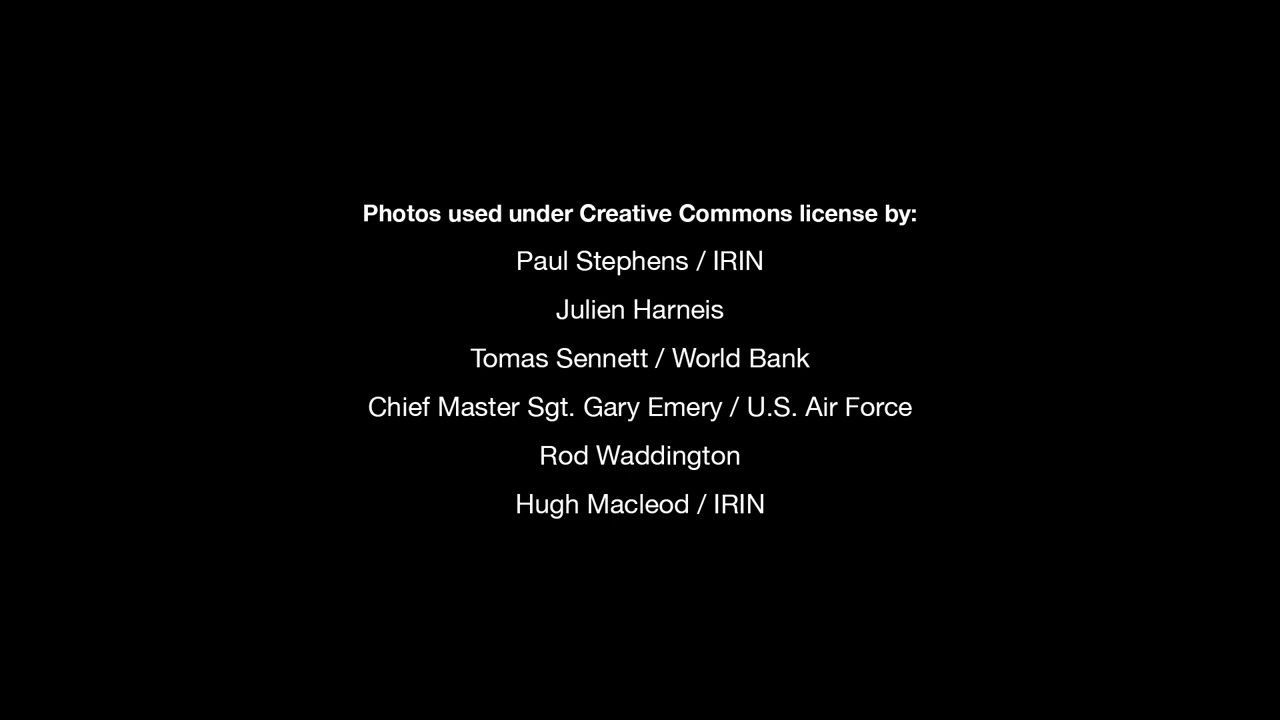 Photos used under Creative Commons license by:
Paul Stephens / IRIN
Julien Harneis
Tomas Sennett / World Bank
Chief Master Sgt. Gary Emery / U.S. Air Force
Rod Waddington
Hugh Macleod / IRIN